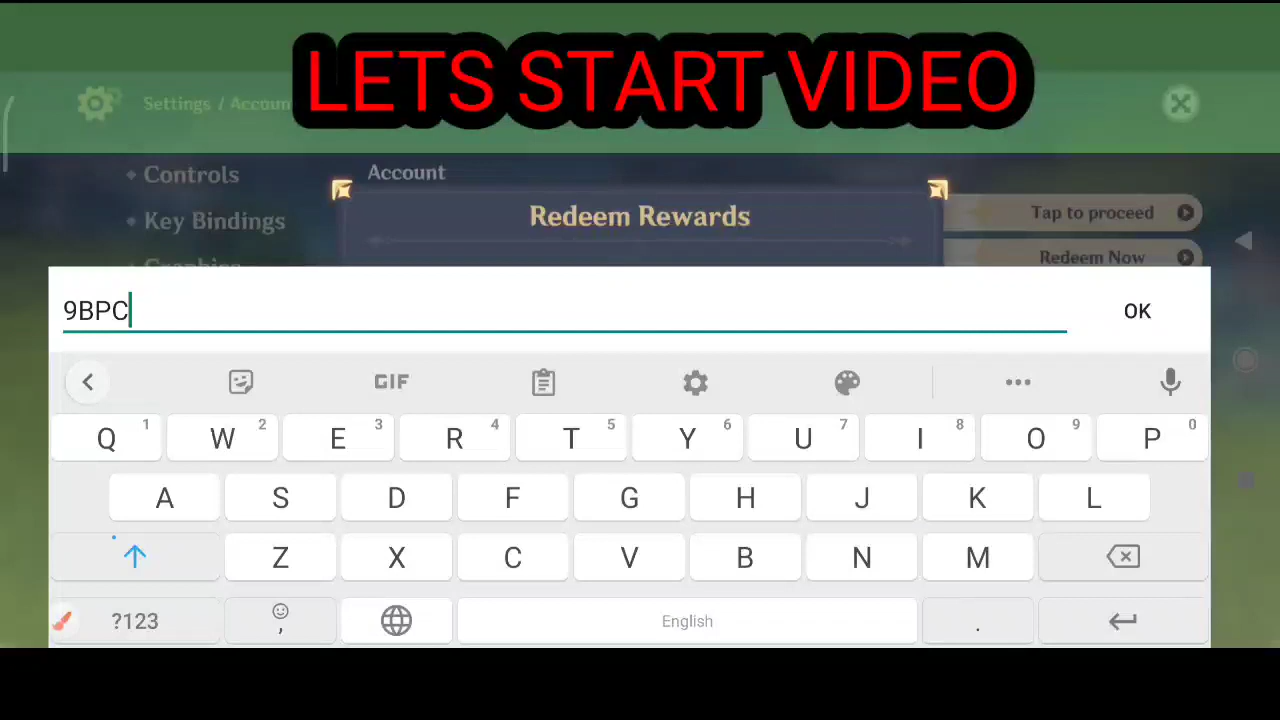 LETS START VIDEO
Settings / Accoun
Controls
Account
Key Bindings
Redeem Rewards
Tap to proceed
Graphics
Redeem Now
9BPC
OK
GIF
Q 1 W 2 E 3 R 4 T 5 Y 6 U 7 I 8 O 9 P 0
A S D F G H J K L
Z X C V B N M
?123 , English .